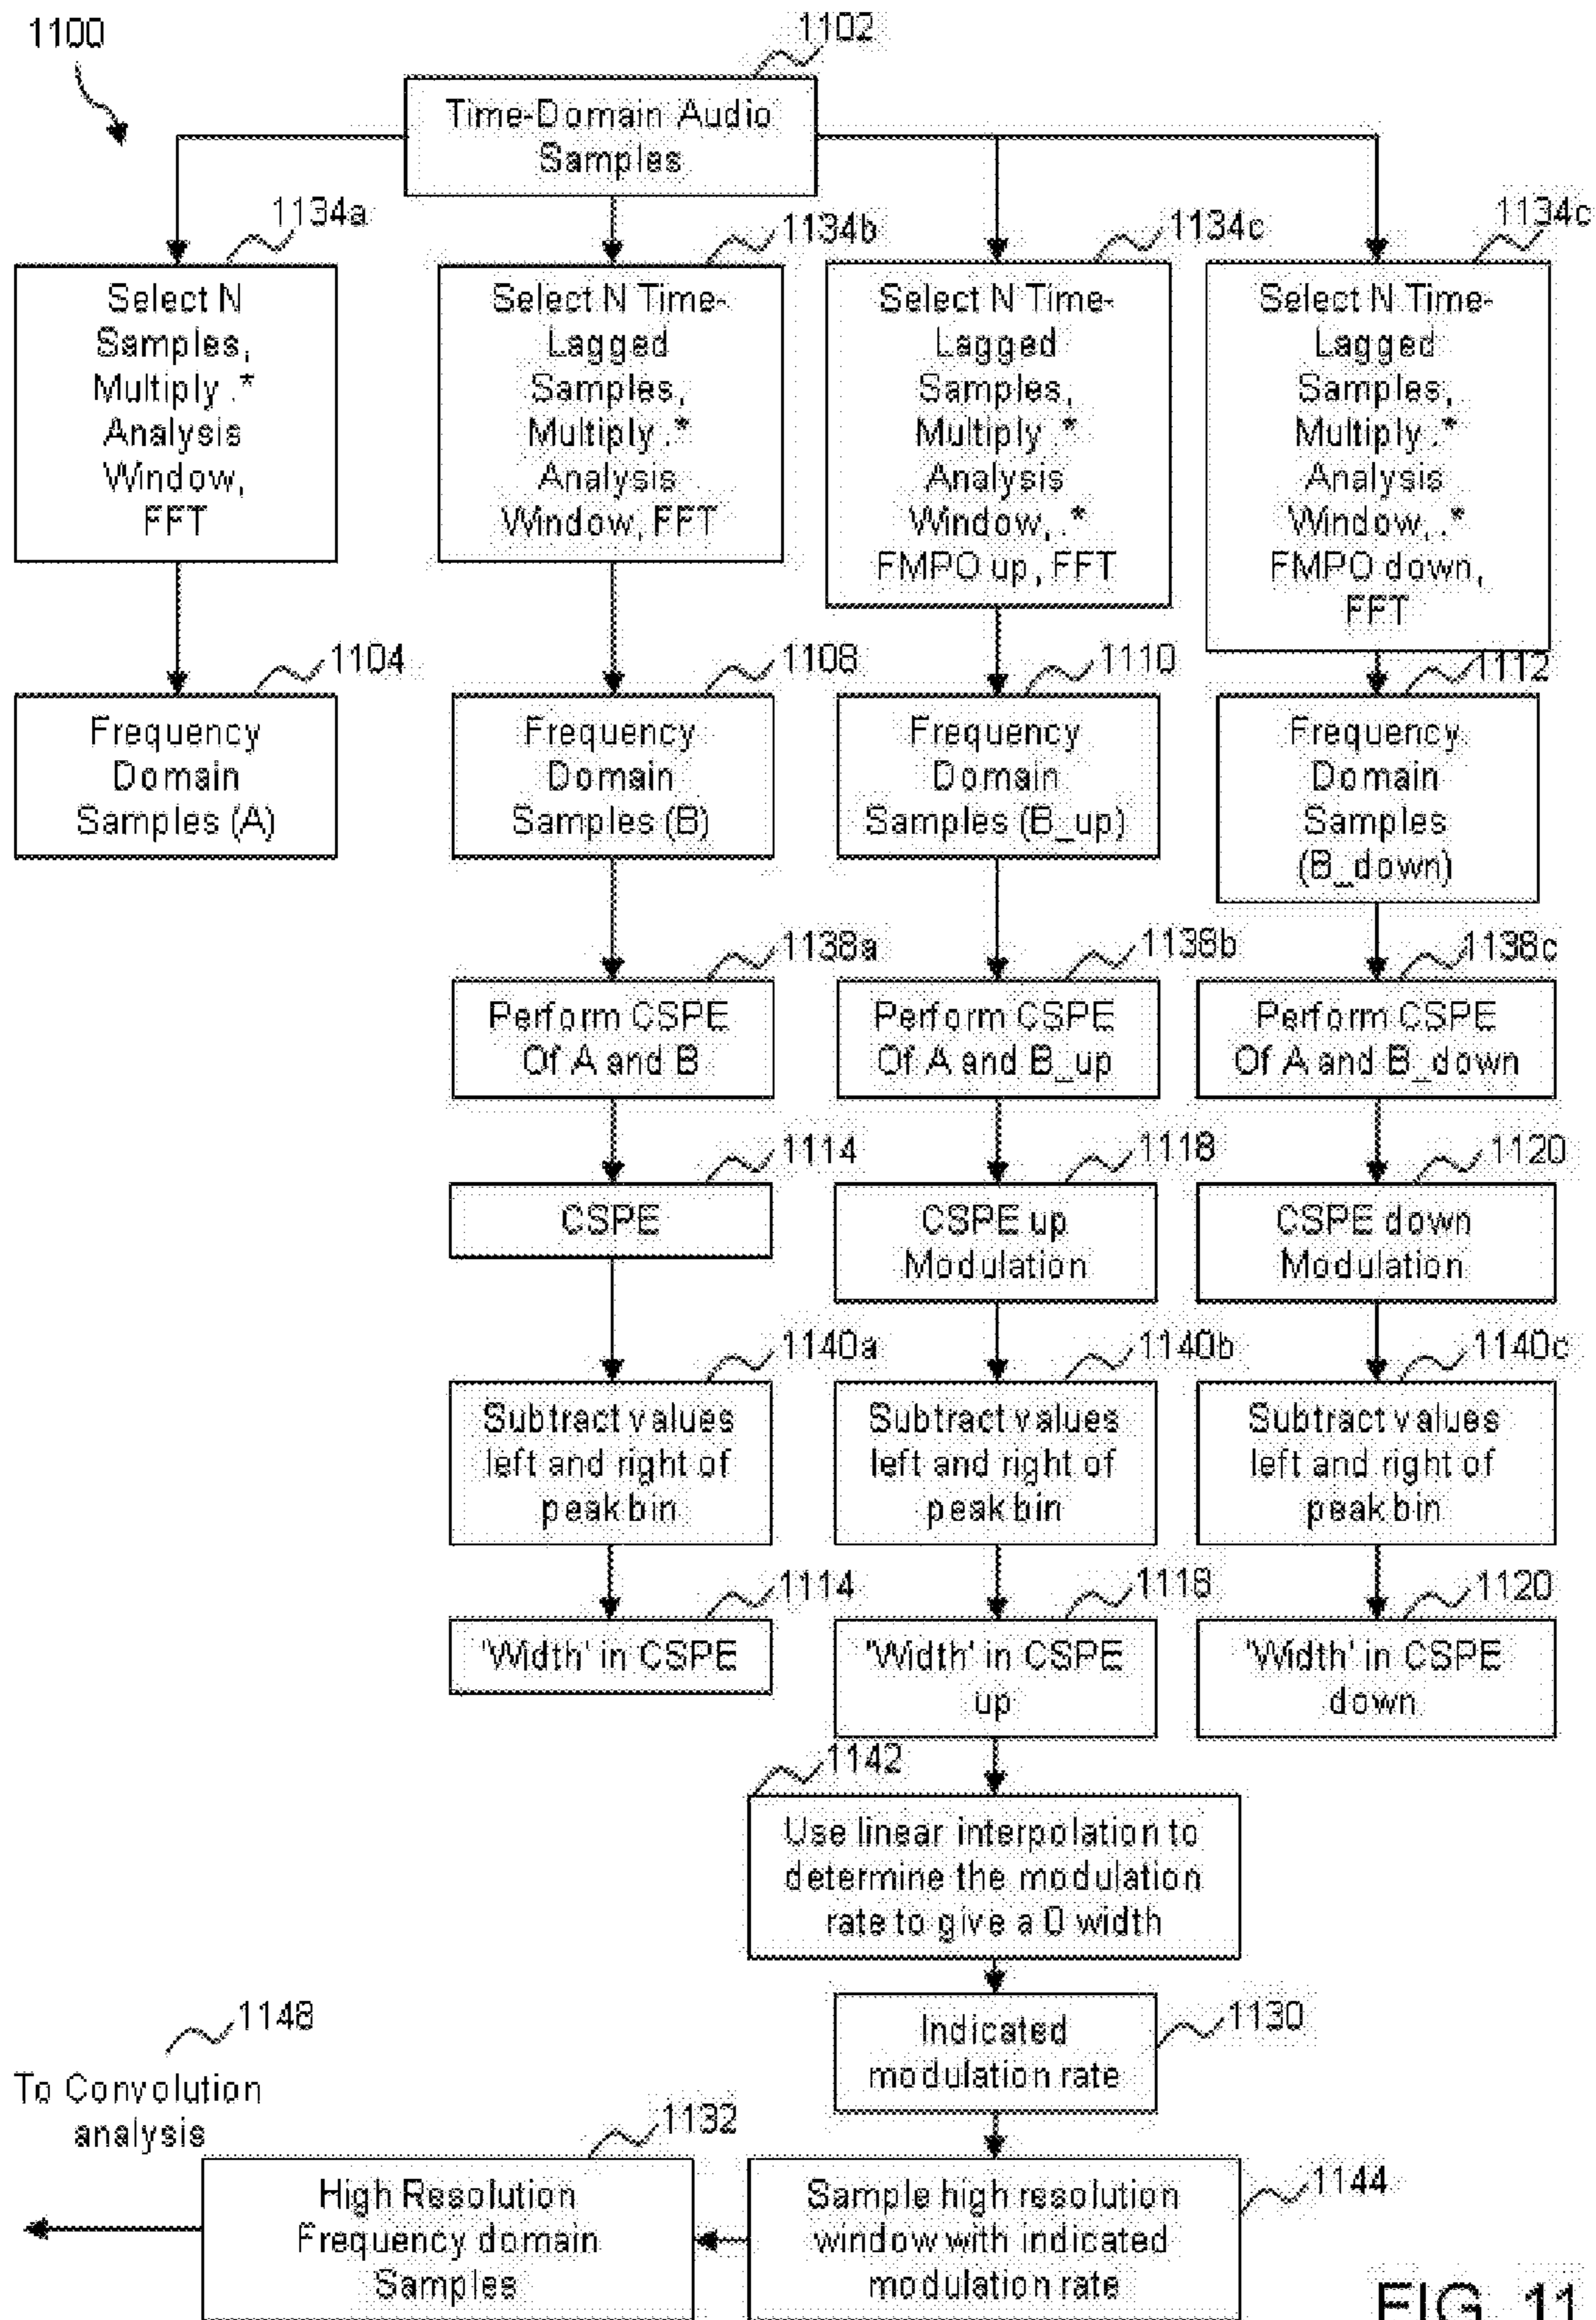 1100
1102
Time-Domain Audio
Samples
1134a
1134b
1134c
1134c
Select N
Samples,
Multiply .*
Analysis
Window,
FFT
Select N Time-
Lagged
Samples,
Multiply .*
Analysis
Window, FFT
Select N Time-
Lagged
Samples,
Multiply .*
Analysis
Window, .*
FMPO up, FFT
Select N Time-
Lagged
Samples,
Multiply .*
Analysis
Window, .*
FMPO down,
FFT
1104
1108
1110
1112
Frequency
Domain
Samples (A)
Frequency
Domain
Samples (B)
Frequency
Domain
Samples (B_up)
Frequency
Domain
Samples
(B_down)
1138a
1138b
1138c
Perform CSPE
Of A and B
Perform CSPE
Of A and B_up
Perform CSPE
Of A and B_down
1114
1118
1120
CSPE
CSPE up
Modulation
CSPE down
Modulation
1140a
1140b
1140c
Subtract values
left and right of
peak bin
Subtract values
left and right of
peak bin
Subtract values
left and right of
peak bin
1114
1118
1120
'Width' in CSPE
'Width' in CSPE
up
'Width' in CSPE
down
1142
Use linear interpolation to
determine the modulation
rate to give a 0 width
1130
Indicated
modulation rate
1148
To Convolution
analysis
1132
High Resolution
Frequency domain
Samples
1144
Sample high resolution
window with indicated
modulation rate
FIG. 11